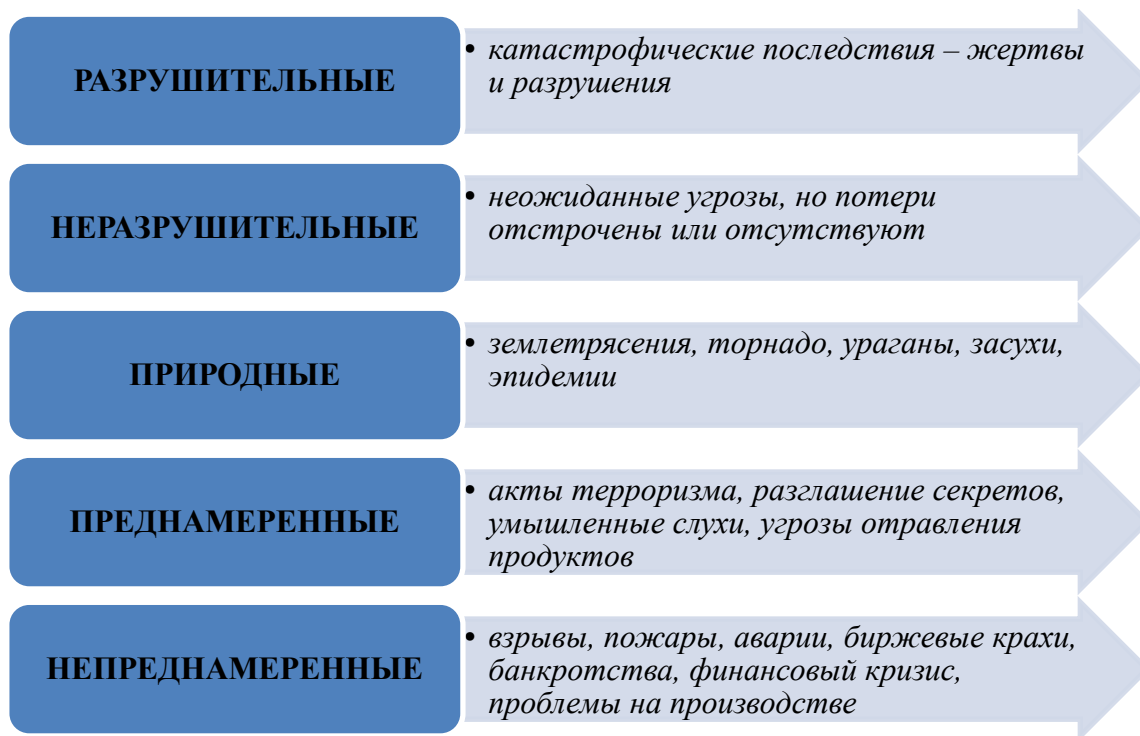 РАЗРУШИТЕЛЬНЫЕ
• катастрофические последствия – жертвы
и разрушения
НЕРАЗРУШИТЕЛЬНЫЕ
• неожиданные угрозы, но потери
отстрочены или отсутствуют
ПРИРОДНЫЕ
• землетрясения, торнадо, ураганы, засухи,
эпидемии
ПРЕДНАМЕРЕННЫЕ
• акты терроризма, разглашение секретов,
умышленные слухи, угрозы отравления
продуктов
НЕПРЕДНАМЕРЕННЫЕ
• взрывы, пожары, аварии, биржевые крахи,
банкротства, финансовый кризис,
проблемы на производстве